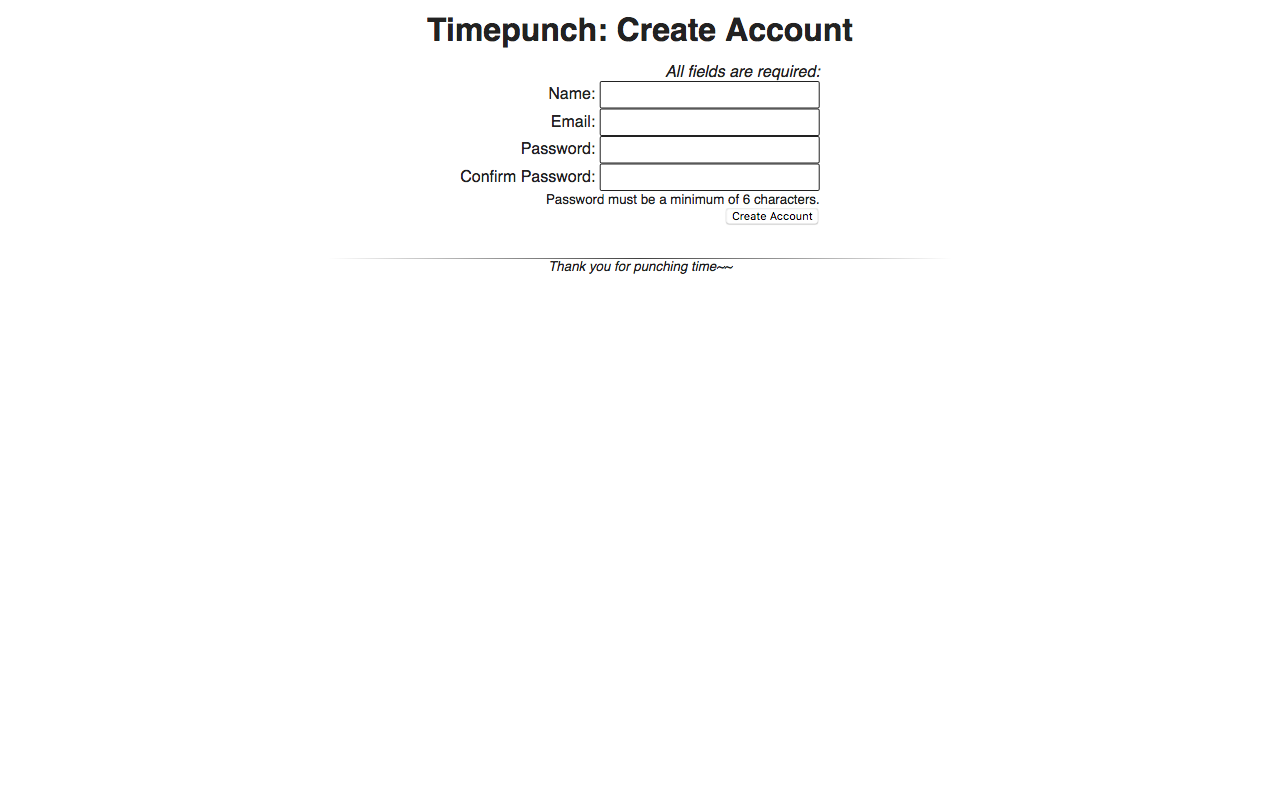 Timepunch: Create Account
All fields are required:
Name:
Email:
Password:
Confirm Password:
Password must be a minimum of 6 characters.
Create Account
Thank you for punching time~~